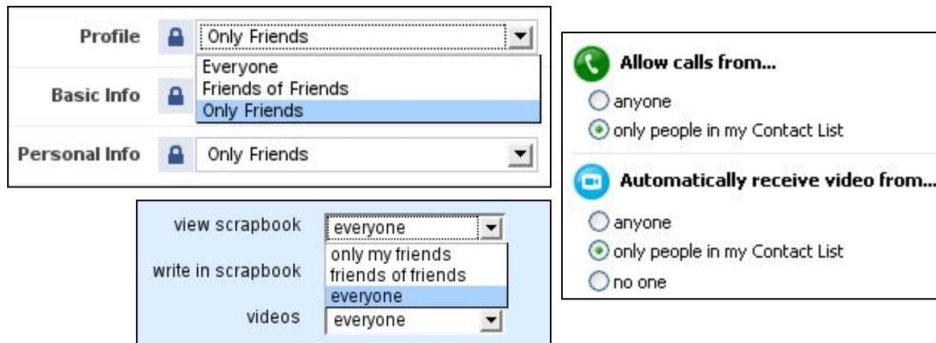 Profile Only Friends
Everyone
Friends of Friends
Only Friends
Basic Info
Personal Info Only Friends
view scrapbook everyone
only my friends
friends of friends
everyone
write in scrapbook
videos everyone
Allow calls from...
anyone
only people in my Contact List
Automatically receive video from...
anyone
only people in my Contact List
no one